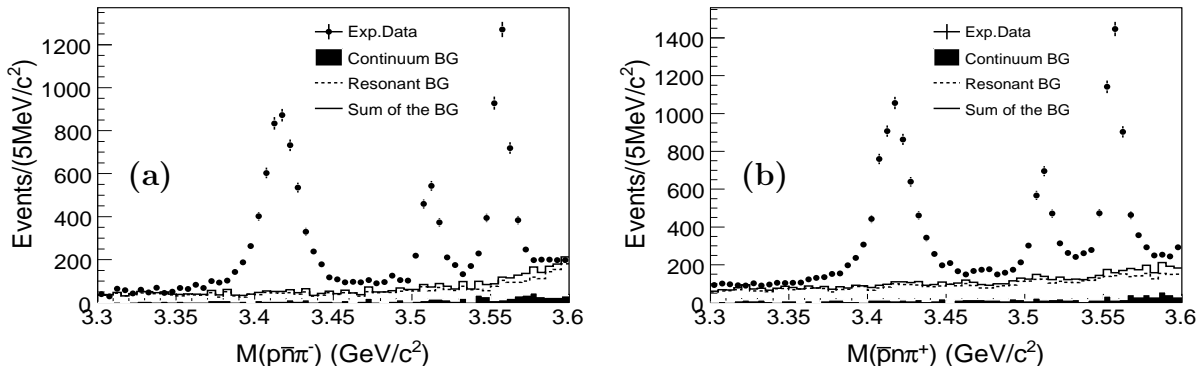 Events/(5MeV/c²)
1200
1000
800
600
400
200
0
Exp.Data
Continuum BG
Resonant BG
Sum of the BG
(a)
3.3 3.35 3.4 3.45 3.5 3.55 3.6
M(pn̅π⁻) (GeV/c²)
Events/(5MeV/c²)
1400
1200
1000
800
600
400
200
0
Exp.Data
Continuum BG
Resonant BG
Sum of the BG
(b)
3.3 3.35 3.4 3.45 3.5 3.55 3.6
M(p̅nπ⁺) (GeV/c²)